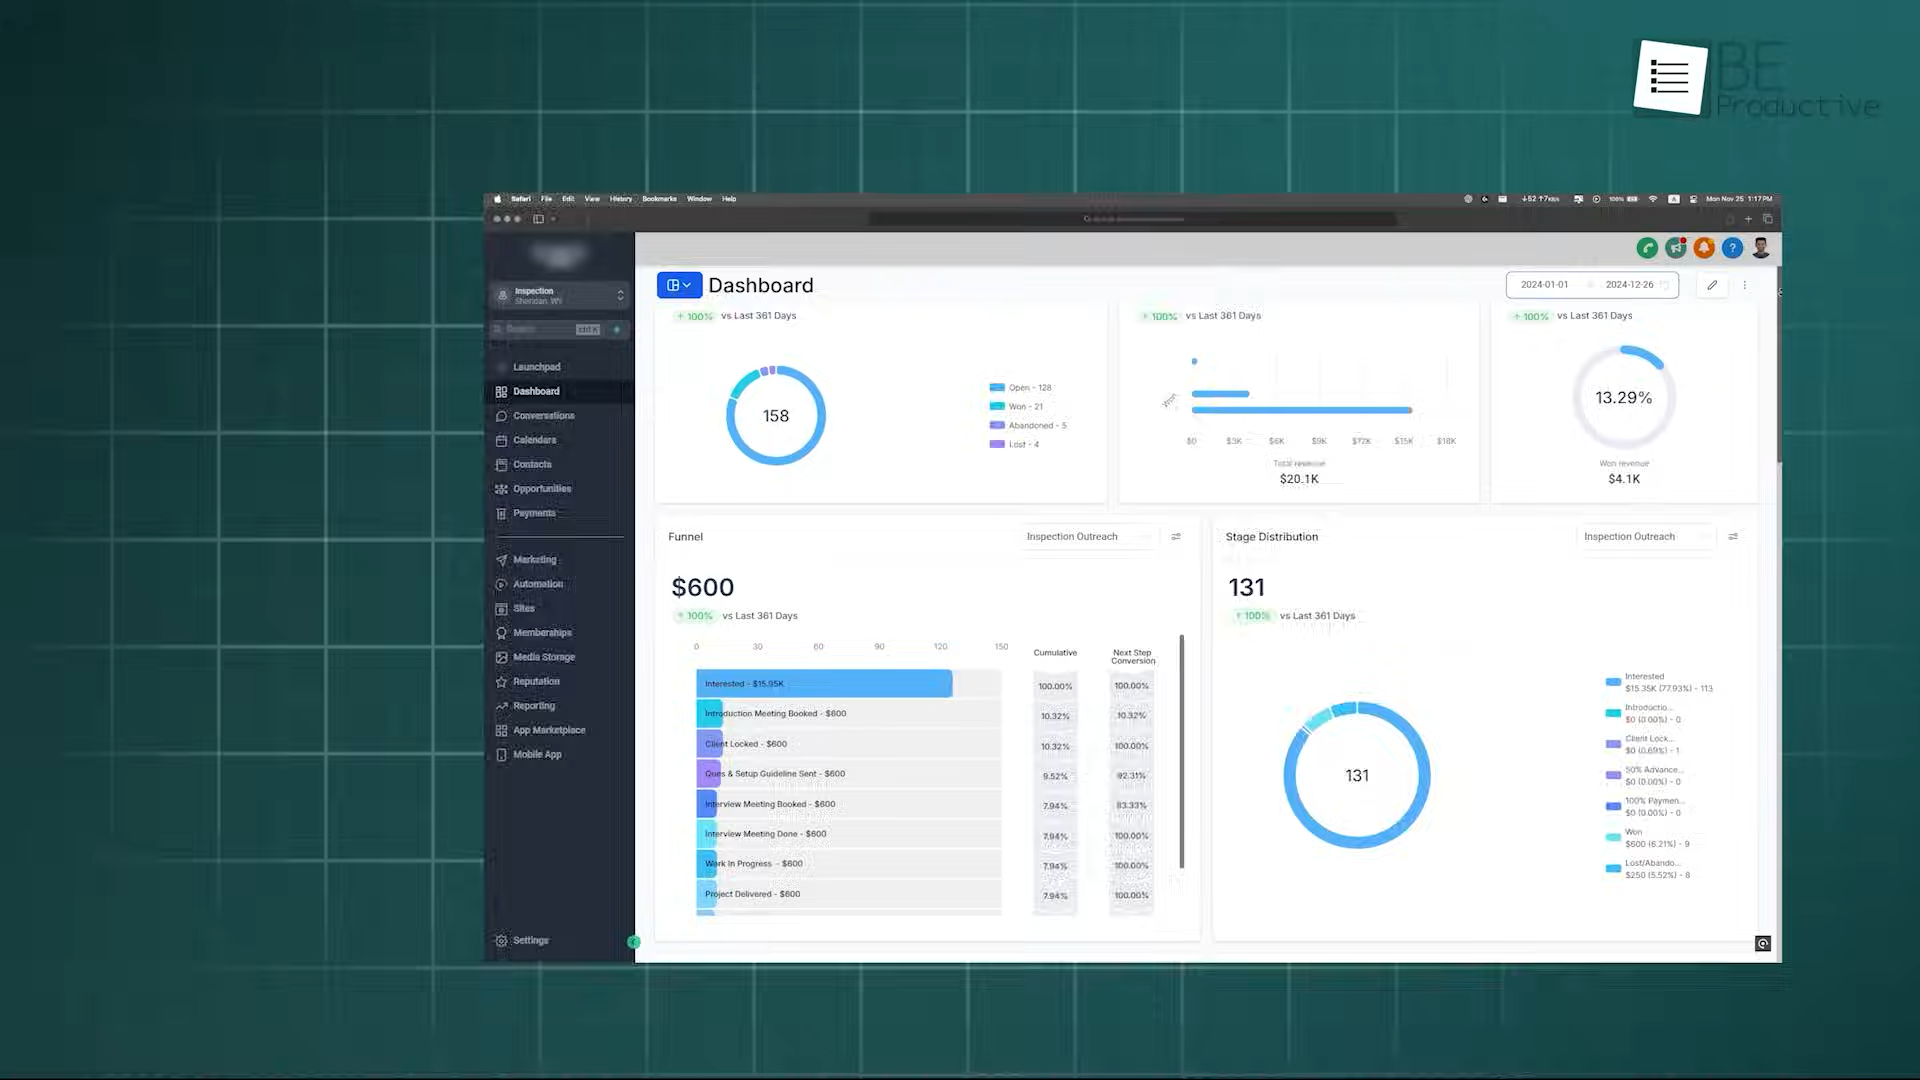 BE
Productive
Safari File Edit View History Bookmarks Window Help
100% Mon Nov 25 1:17 PM
Inspection
Sheridan, WY
ctrl K
Launchpad
Dashboard
Conversations
Calendars
Contacts
Opportunities
Payments
Marketing
Automation
Sites
Memberships
Media Storage
Reputation
Reporting
App Marketplace
Mobile App
Settings
Dashboard
2024-01-01 2024-12-26
↑ 100% vs Last 361 Days
158
Open - 128
Won - 21
Abandoned - 5
Lost - 4
↑ 100% vs Last 361 Days
Won
$0 $3K $6K $9K $12K $15K $18K
Total revenue
$20.1K
↑ 100% vs Last 361 Days
13.29%
Won revenue
$4.1K
Funnel
Inspection Outreach
$600
↑ 100% vs Last 361 Days
0 30 60 90 120 150
Cumulative
Next Step
Conversion
Interested - $15.95K 100.00% 100.00%
Introduction Meeting Booked - $600 10.32% 10.32%
Client Locked - $600 10.32% 100.00%
Ques & Setup Guideline Sent - $600 9.52% 92.31%
Interview Meeting Booked - $600 7.94% 83.33%
Interview Meeting Done - $600 7.94% 100.00%
Work In Progress - $600 7.94% 100.00%
Project Delivered - $600 7.94% 100.00%
Stage Distribution
Inspection Outreach
131
↑ 100% vs Last 361 Days
131
Interested
$15.35K (77.93%) - 113
Introductio...
$0 (0.00%) - 0
Client Lock...
$0 (0.69%) - 1
50% Advance...
$0 (0.00%) - 0
100% Paymen...
$0 (0.00%) - 0
Won
$600 (6.21%) - 9
Lost/Abando...
$250 (5.52%) - 8